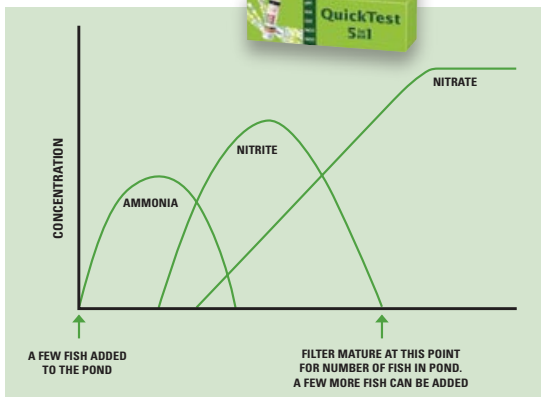 QuickTest
5in1
CONCENTRATION
AMMONIA
NITRITE
NITRATE
A FEW FISH ADDED
TO THE POND
FILTER MATURE AT THIS POINT
FOR NUMBER OF FISH IN POND.
A FEW MORE FISH CAN BE ADDED